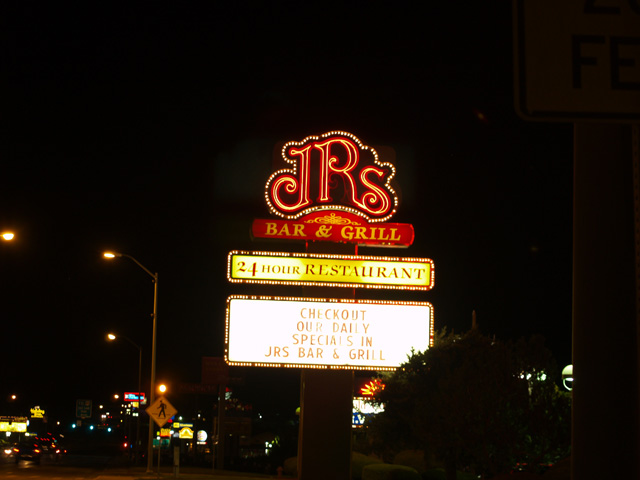 JRs
BAR & GRILL
24 HOUR RESTAURANT
CHECKOUT
OUR DAILY
SPECIALS IN
JRS BAR & GRILL